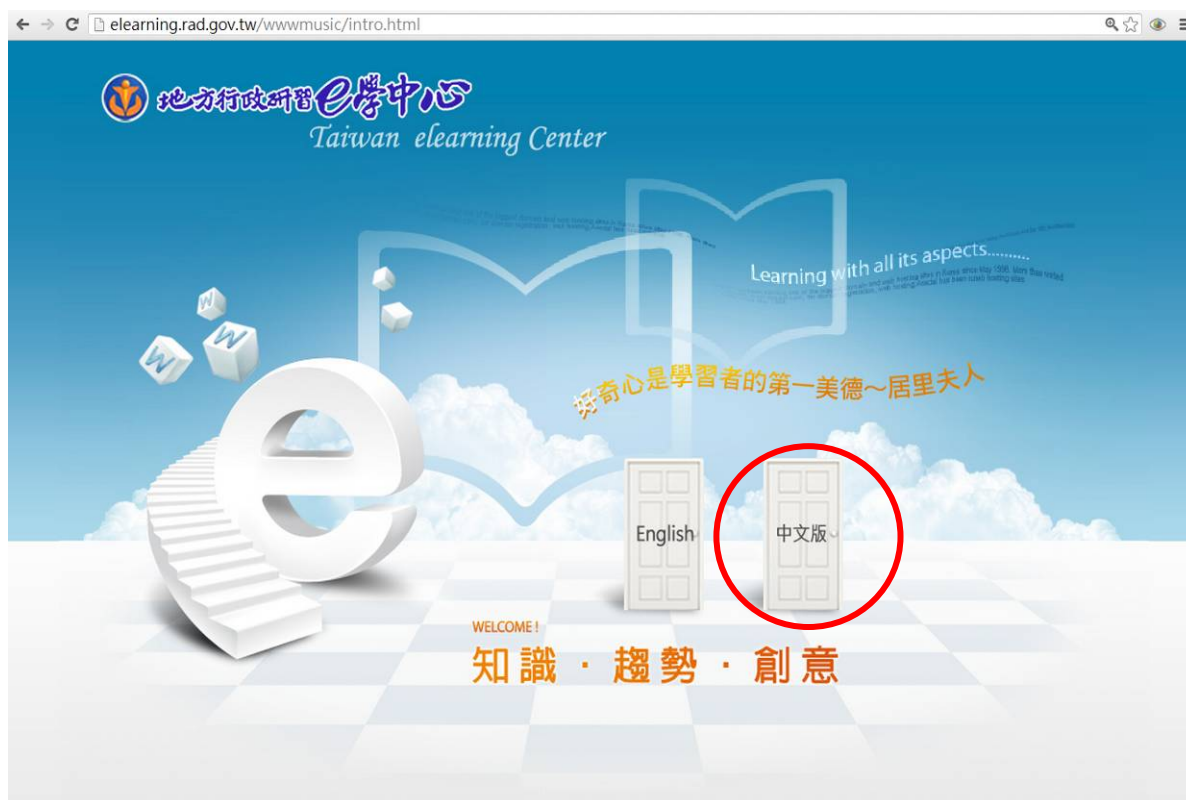 elearning.rad.gov.tw/wwwmusic/intro.html
地方行政研習e學中心
Taiwan elearning Center
Learning with all its aspects.........
W
W
W
好奇心是學習者的第一美德~居里夫人
English
中文版
WELCOME!
知識·趨勢·創意